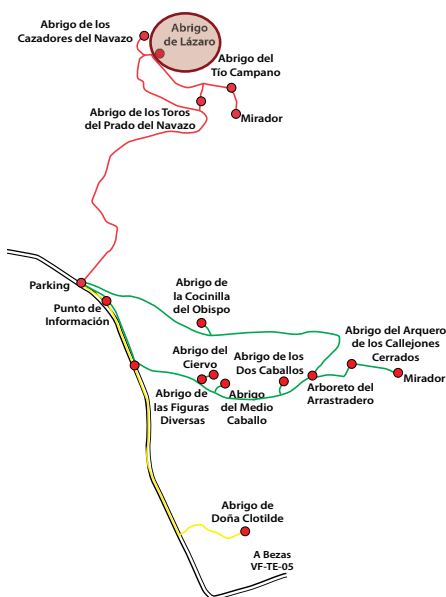 Abrigo de los
Cazadores del Navazo
Abrigo
de Lázaro
Abrigo del
Tío Campano
Abrigo de los Toros
del Prado del Navazo
Mirador
Parking
Punto de
Información
Abrigo de
la Cocinilla
del Obispo
Abrigo del Arquero
de los Callejones
Cerrados
Abrigo del
Ciervo
Abrigo de los
Dos Caballos
Mirador
Abrigo de
las Figuras
Diversas
Abrigo
del Medio
Caballo
Arboreto del
Arrastradero
Abrigo de
Doña Clotilde
A Bezas
VF-TE-05